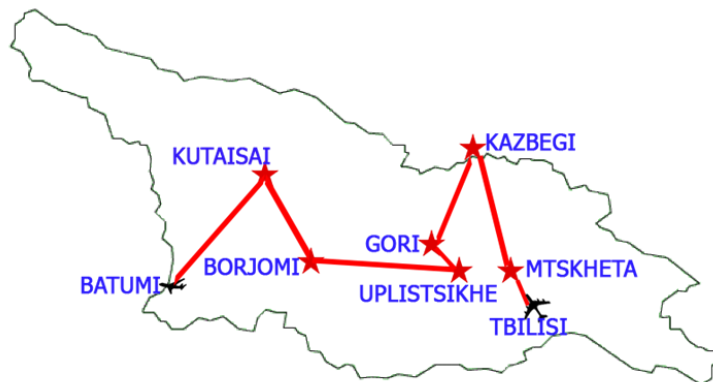 KAZBEGI
KUTAISAI
GORI
BORJOMI
MTSKHETA
BATUMI
UPLISTSIKHE
TBILISI